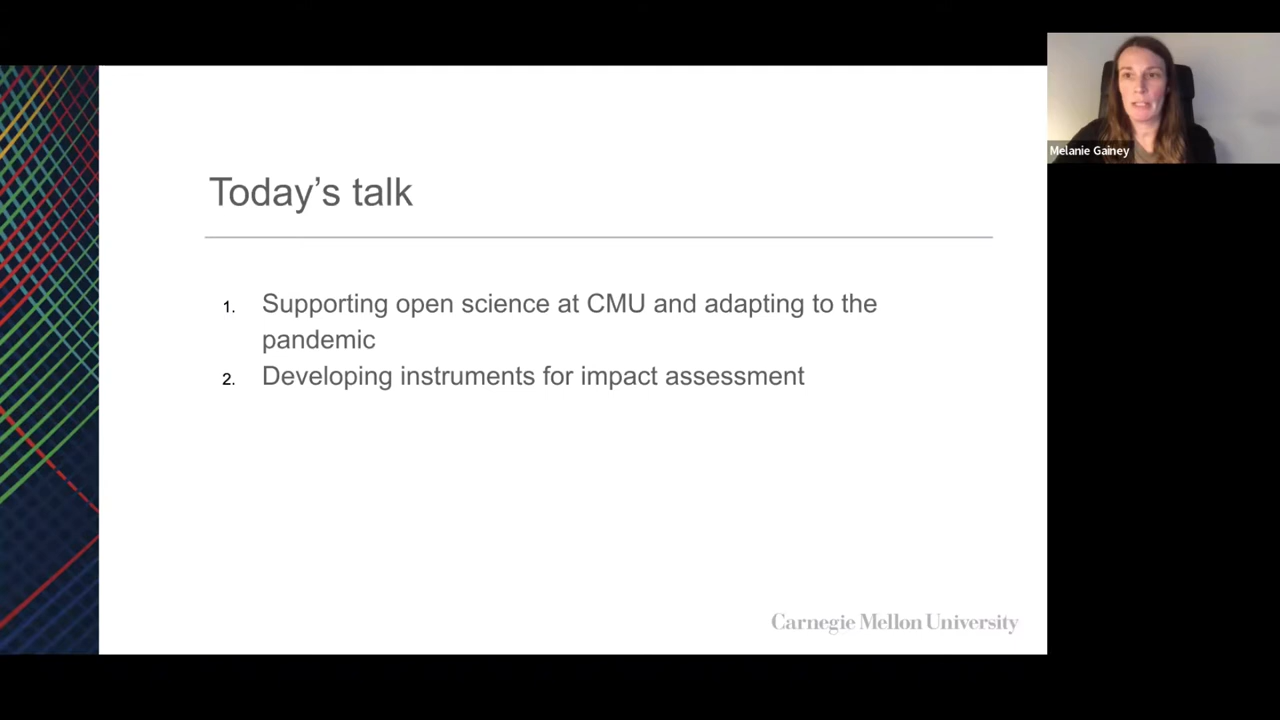 Today's talk
1. Supporting open science at CMU and adapting to the
pandemic
2. Developing instruments for impact assessment
Carnegie Mellon University
Melanie Gainey